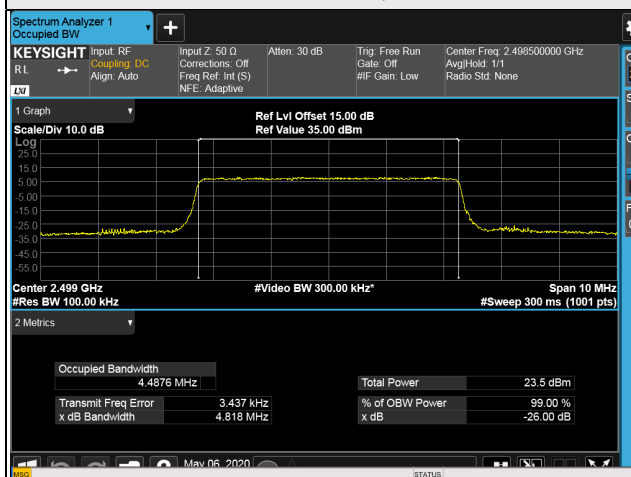 Spectrum Analyzer 1
Occupied BW
KEYSIGHT
R L
LXI
Input: RF
Coupling: DC
Align: Auto
Input Z: 50 Ω
Corrections: Off
Freq Ref: Int (S)
NFE: Adaptive
Atten: 30 dB
Trig: Free Run
Gate: Off
#IF Gain: Low
Center Freq: 2.498500000 GHz
Avg|Hold: 1/1
Radio Std: None
1 Graph
Scale/Div 10.0 dB
Ref Lvl Offset 15.00 dB
Ref Value 35.00 dBm
Log
25.0
15.0
5.00
-5.00
-15.0
-25.0
-35.0
-45.0
-55.0
Center 2.499 GHz
#Res BW 100.00 kHz
#Video BW 300.00 kHz*
Span 10 MHz
#Sweep 300 ms (1001 pts)
2 Metrics
Occupied Bandwidth
4.4876 MHz
Transmit Freq Error 3.437 kHz
x dB Bandwidth 4.818 MHz
Total Power 23.5 dBm
% of OBW Power 99.00 %
x dB -26.00 dB
May 06, 2020
MSG
STATUS